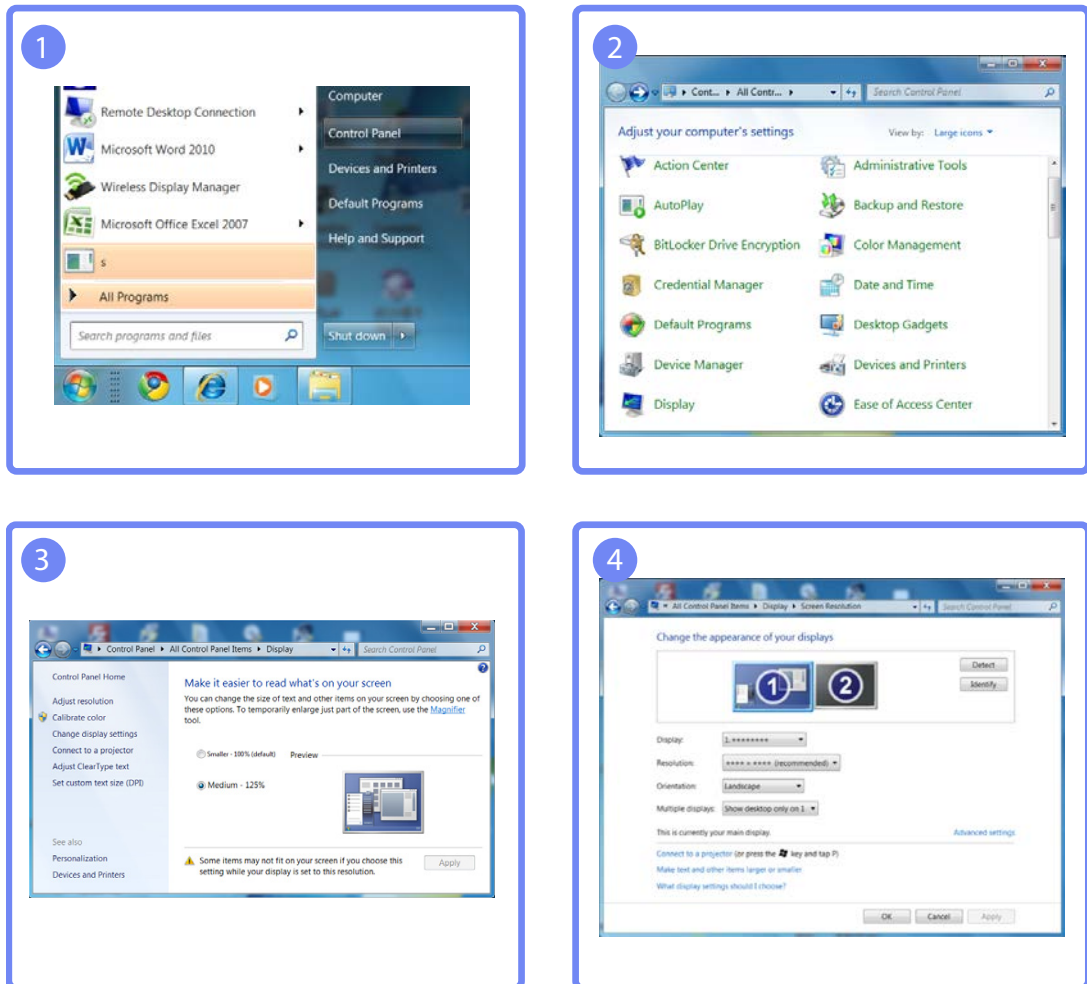 1
Remote Desktop Connection
Microsoft Word 2010
Wireless Display Manager
Microsoft Office Excel 2007
s
All Programs
Search programs and files
Computer
Control Panel
Devices and Printers
Default Programs
Help and Support
Shut down
2
Cont... All Contr...
Search Control Panel
Adjust your computer's settings
View by: Large icons
Action Center
Administrative Tools
AutoPlay
Backup and Restore
BitLocker Drive Encryption
Color Management
Credential Manager
Date and Time
Default Programs
Desktop Gadgets
Device Manager
Devices and Printers
Display
Ease of Access Center
3
Control Panel All Control Panel Items Display
Search Control Panel
Control Panel Home
Adjust resolution
Calibrate color
Change display settings
Connect to a projector
Adjust ClearType text
Set custom text size (DPI)
See also
Personalization
Devices and Printers
Make it easier to read what's on your screen
You can change the size of text and other items on your screen by choosing one of
these options. To temporarily enlarge just part of the screen, use the Magnifier
tool.
Smaller - 100% (default) Preview
Medium - 125%
Some items may not fit on your screen if you choose this
setting while your display is set to this resolution.
Apply
4
All Control Panel Items Display Screen Resolution
Search Control Panel
Change the appearance of your displays
1 2
Detect
Identify
Display: 1.********
Resolution: **** × **** (recommended)
Orientation: Landscape
Multiple displays: Show desktop only on 1
This is currently your main display.
Advanced settings
Connect to a projector (or press the key and tap P)
Make text and other items larger or smaller
What display settings should I choose?
OK Cancel Apply